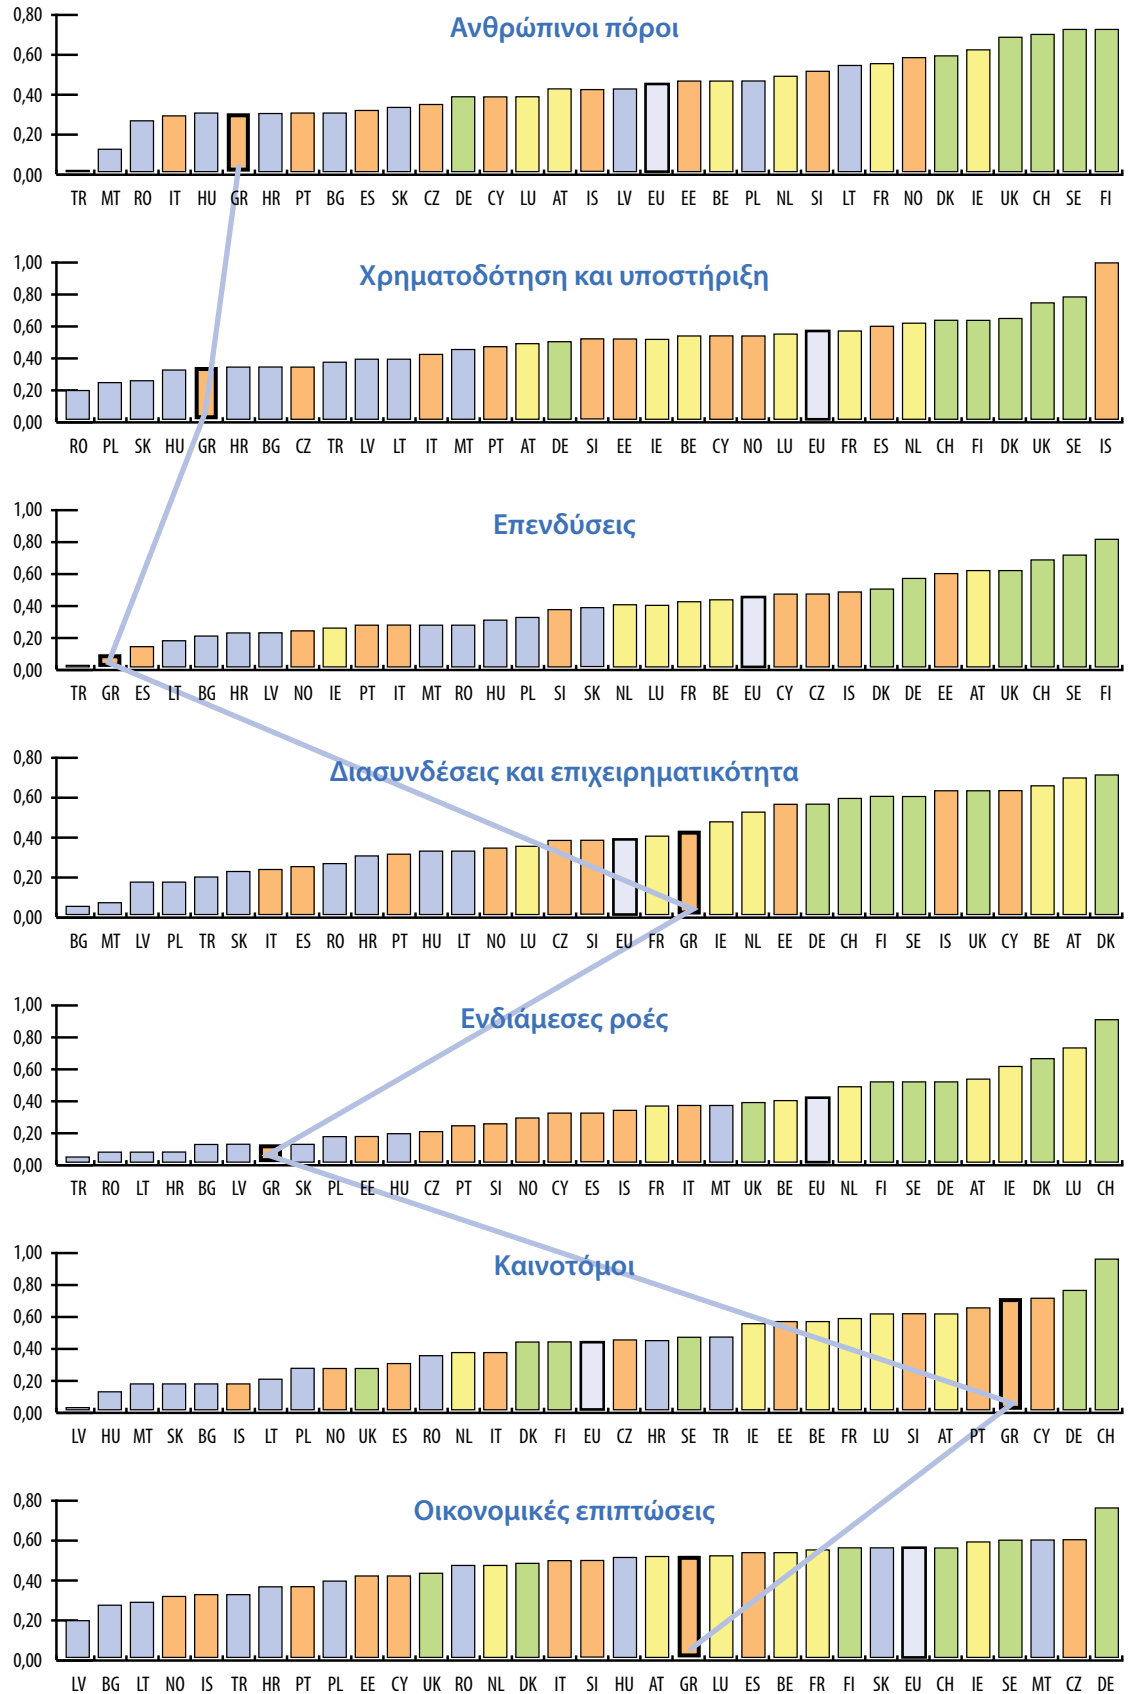 Ανθρώπινοι πόροι
0,80
0,60
0,40
0,20
0,00
TR MT RO IT HU GR HR PT BG ES SK CZ DE CY LU AT IS LV EU EE BE PL NL SI LT FR NO DK IE UK CH SE FI
Χρηματοδότηση και υποστήριξη
1,00
0,80
0,60
0,40
0,20
0,00
RO PL SK HU GR HR BG CZ TR LV LT IT MT PT AT DE SI EE IE BE CY NO LU EU FR ES NL CH FI DK UK SE IS
Επενδύσεις
1,00
0,80
0,60
0,40
0,20
0,00
TR GR ES LT BG HR LV NO IE PT IT MT RO HU PL SI SK NL LU FR BE EU CY CZ IS DK DE EE AT UK CH SE FI
Διασυνδέσεις και επιχειρηματικότητα
0,80
0,60
0,40
0,20
0,00
BG MT LV PL TR SK IT ES RO HR PT HU LT NO LU CZ SI EU FR GR IE NL EE DE CH FI SE IS UK CY BE AT DK
Ενδιάμεσες ροές
1,00
0,80
0,60
0,40
0,20
0,00
TR RO LT HR BG LV GR SK PL EE HU CZ PT SI NO CY ES IS FR IT MT UK BE EU NL FI SE DE AT IE DK LU CH
Καινοτόμοι
1,00
0,80
0,60
0,40
0,20
0,00
LV HU MT SK BG IS LT PL NO UK ES RO NL IT DK FI EU CZ HR SE TR IE EE BE FR LU SI AT PT GR CY DE CH
Οικονομικές επιπτώσεις
0,80
0,60
0,40
0,20
0,00
LV BG LT NO IS TR HR PT PL EE CY UK RO NL DK IT SI HU AT GR LU ES BE FR FI SK EU CH IE SE MT CZ DE